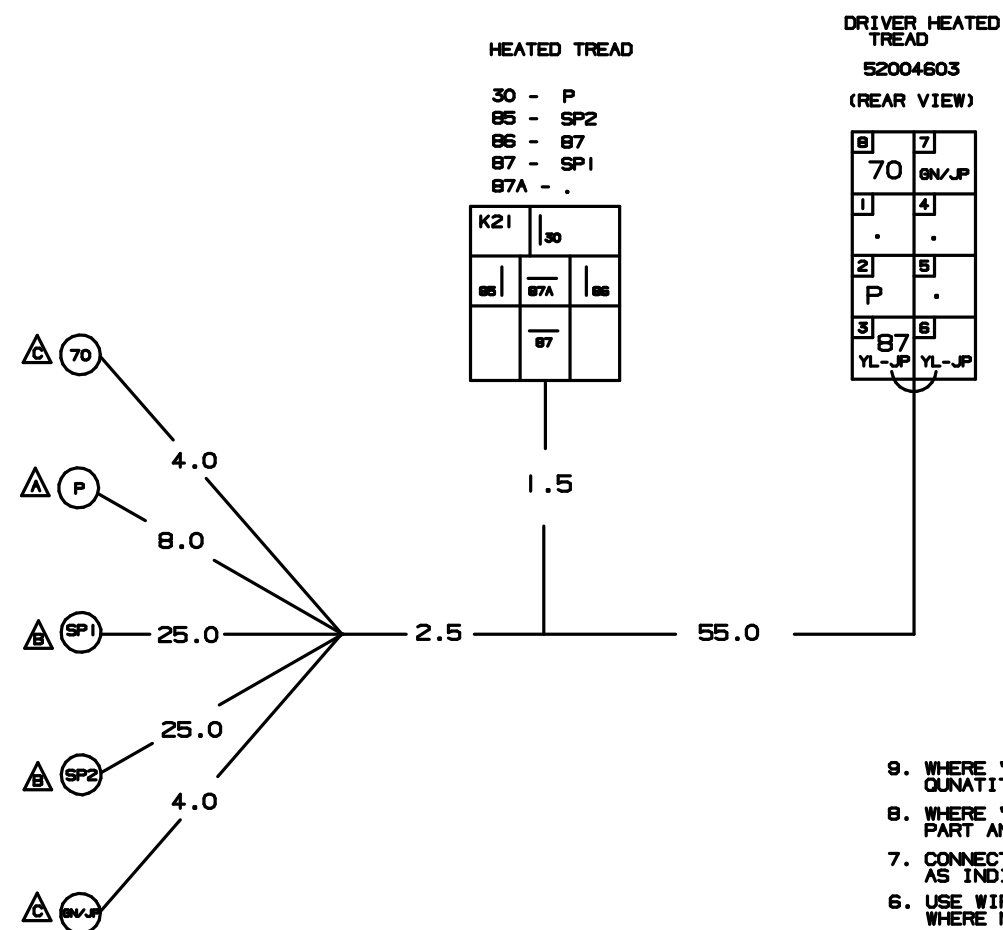 HEATED TREAD
30 - P
85 - SP2
86 - 87
87 - SP1
87A - .
K21
30
85
87A
86
87
DRIVER HEATED
TREAD
52004603
(REAR VIEW)
8
70
7
GN/JP
1
.
4
.
2
P
5
.
3
87
YL-JP
6
YL-JP
C
70
4.0
A
P
8.0
1.5
B
SP1
25.0
2.5
55.0
B
SP2
25.0
C
GN/JP
4.0
9. WHERE
QUNATIT
8. WHERE
PART AN
7. CONNECT
AS INDI
6. USE WIR
WHERE